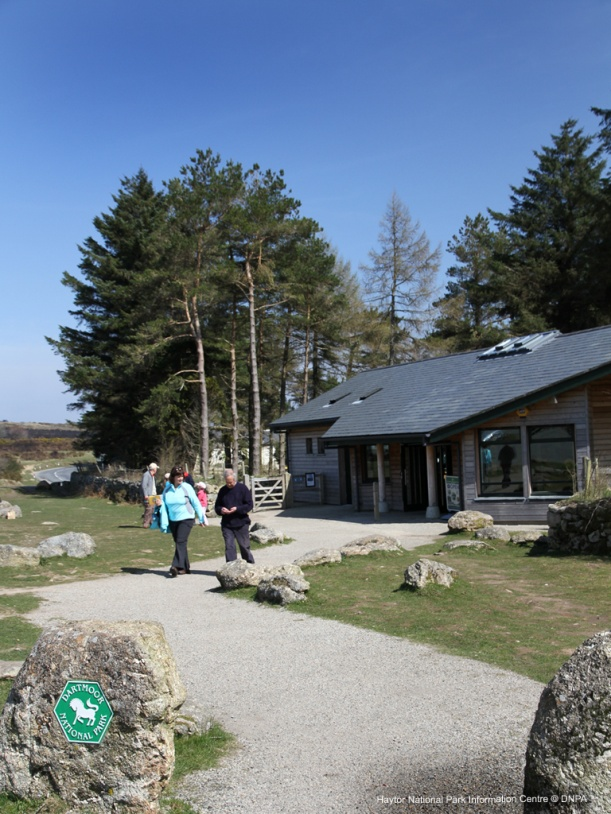 DARTMOOR
NATIONAL PARK
Haytor National Park Information Centre © DNPA